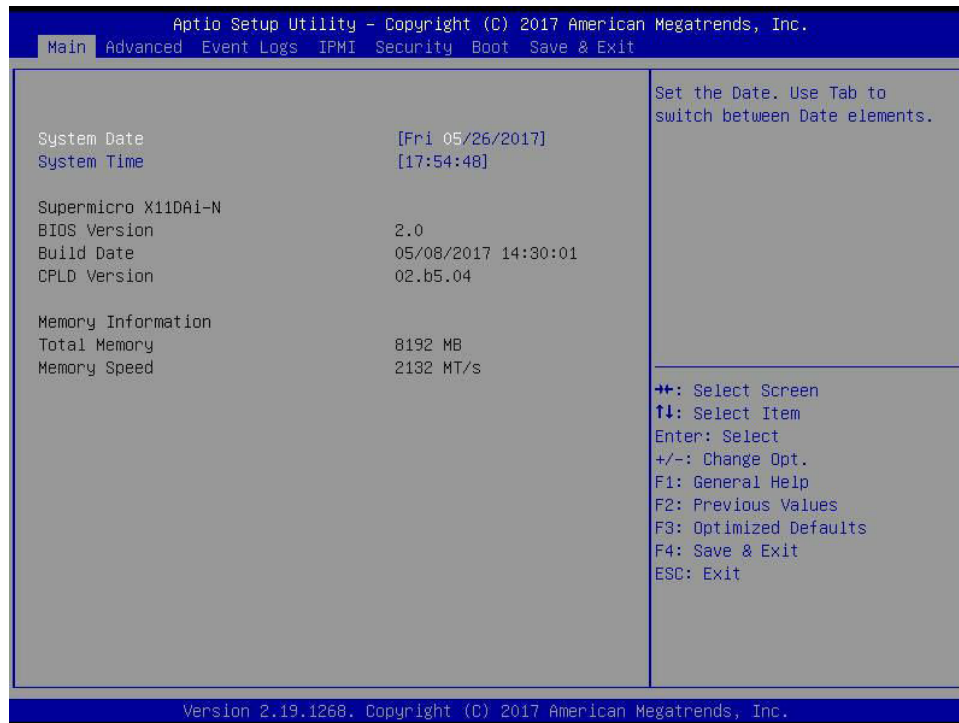 Aptio Setup Utility – Copyright (C) 2017 American Megatrends, Inc.
Main Advanced Event Logs IPMI Security Boot Save & Exit
System Date [Fri 05/26/2017]
System Time [17:54:48]
Supermicro X11DAi-N
BIOS Version 2.0
Build Date 05/08/2017 14:30:01
CPLD Version 02.b5.04
Memory Information
Total Memory 8192 MB
Memory Speed 2132 MT/s
Set the Date. Use Tab to
switch between Date elements.
→←: Select Screen
↑↓: Select Item
Enter: Select
+/-: Change Opt.
F1: General Help
F2: Previous Values
F3: Optimized Defaults
F4: Save & Exit
ESC: Exit
Version 2.19.1268. Copyright (C) 2017 American Megatrends, Inc.